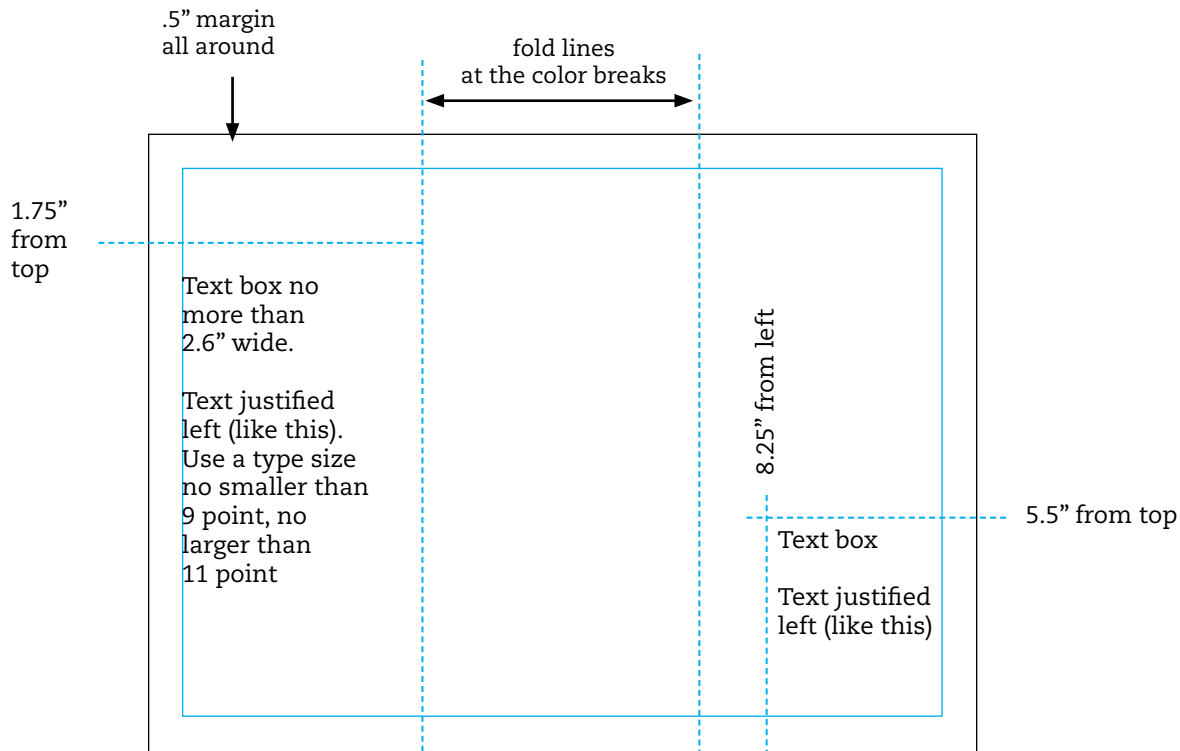 .5” margin
all around
fold lines
at the color breaks
1.75”
from
top
Text box no
more than
2.6” wide.
Text justified
left (like this).
Use a type size
no smaller than
9 point, no
larger than
11 point
8.25” from left
5.5” from top
Text box
Text justified
left (like this)